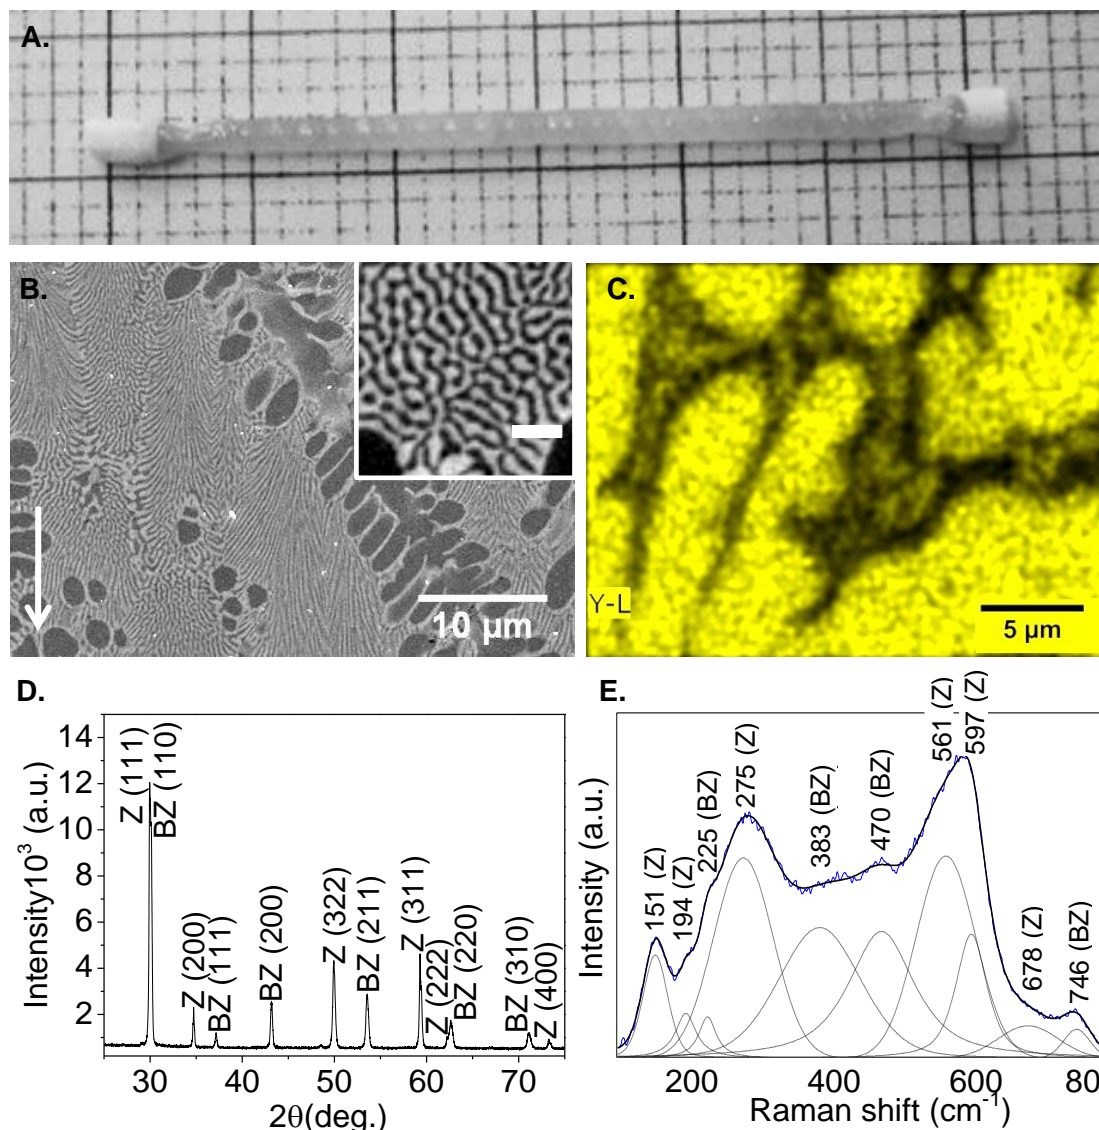 A.
B.
10 µm
C.
Y-L
5 µm
D.
Intensity10³ (a.u.)
14
12
10
8
6
4
2
Z (111)
BZ (110)
Z (200)
BZ (111)
BZ (200)
Z (322)
BZ (211)
Z (311)
Z (222)
BZ (220)
BZ (310)
Z (400)
30
40
50
60
70
2θ(deg.)
E.
Intensity (a.u.)
151 (Z)
194 (Z)
225 (BZ)
275 (Z)
383 (BZ)
470 (BZ)
561 (Z)
597 (Z)
678 (Z)
746 (BZ)
200
400
600
80
Raman shift (cm⁻¹)